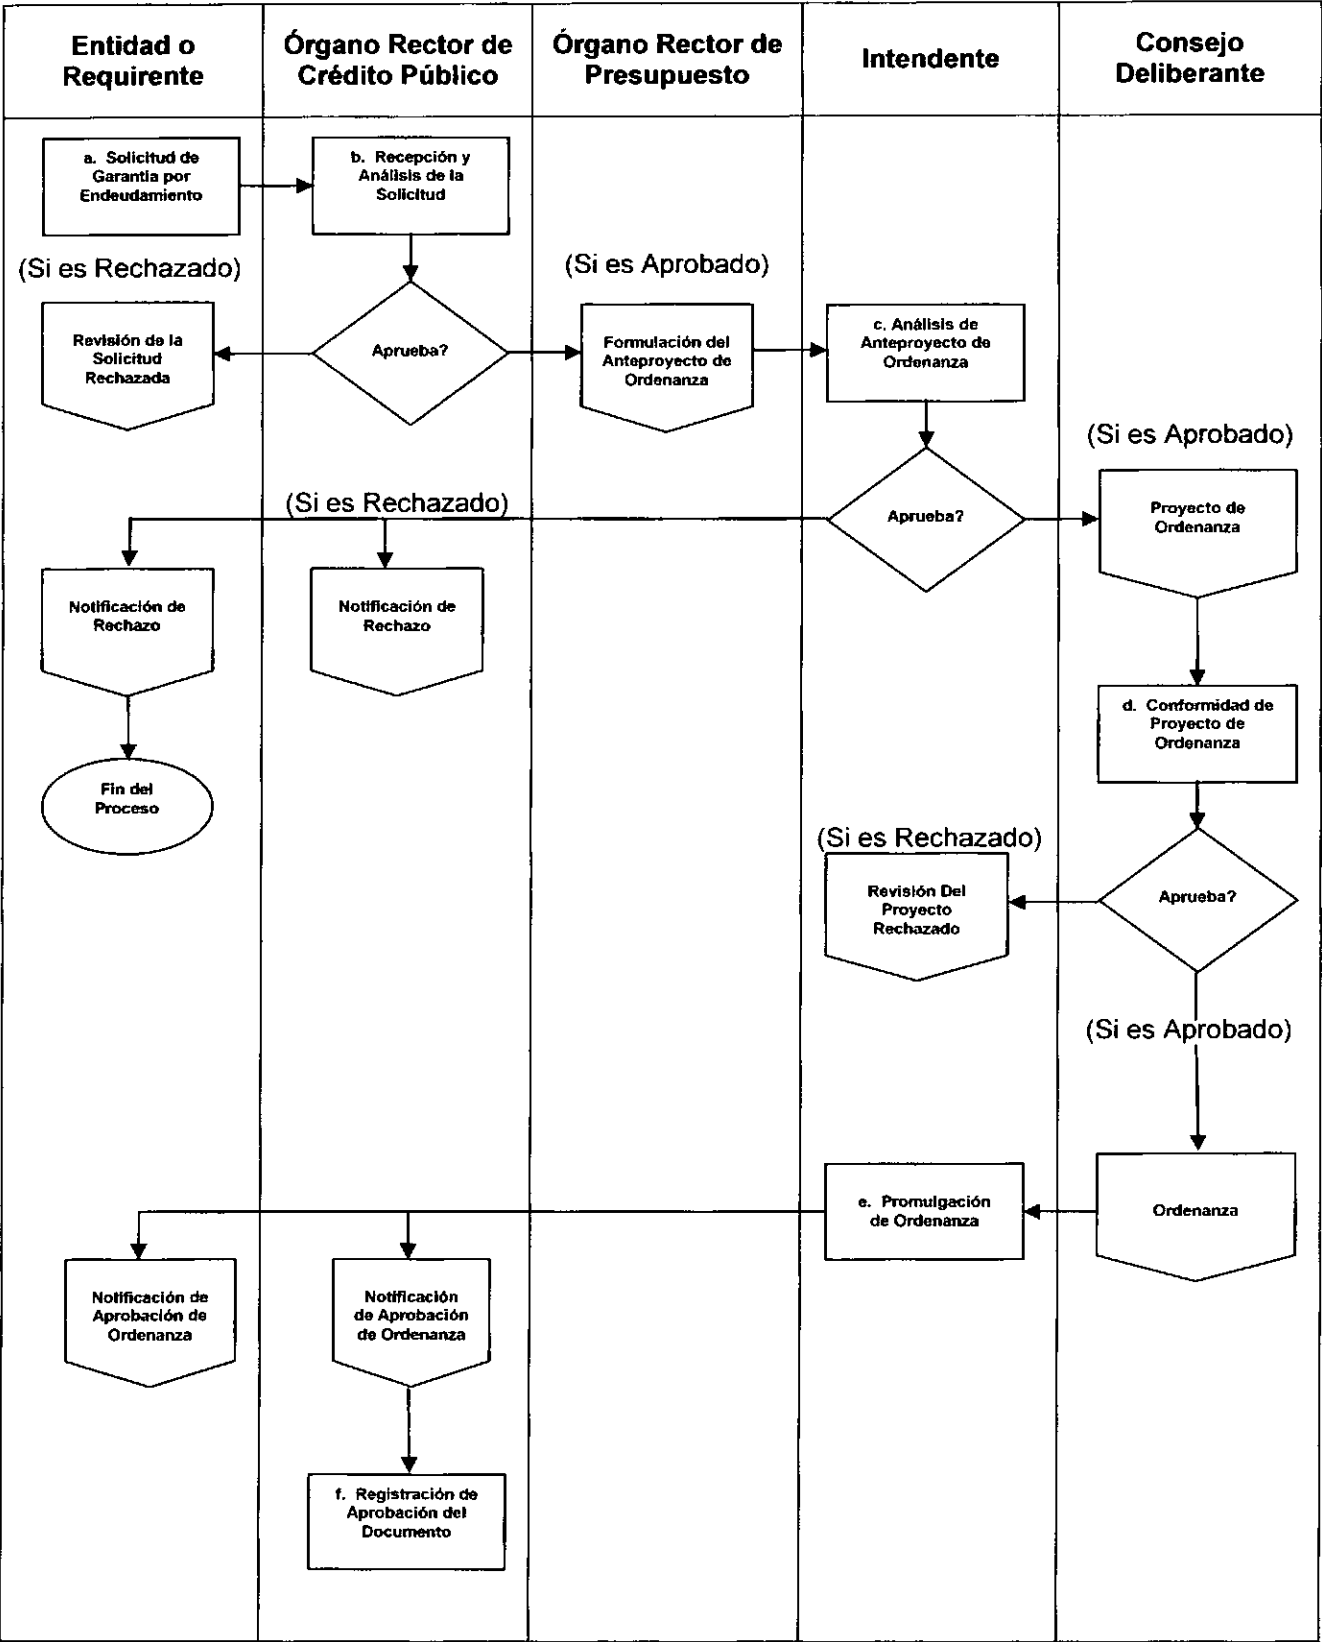 Entidad o
Requirente
Órgano Rector de
Crédito Público
Órgano Rector de
Presupuesto
Intendente
Consejo
Deliberante
a. Solicitud de
Garantia por
Endeudamiento
b. Recepción y
Análisis de la
Solicitud
(Si es Rechazado)
(Si es Aprobado)
Revisión de la
Solicitud
Rechazada
Aprueba?
Formulación del
Anteproyecto de
Ordenanza
c. Análisis de
Anteproyecto de
Ordenanza
(Si es Aprobado)
(Si es Rechazado)
Aprueba?
Proyecto de
Ordenanza
Notificación de
Rechazo
Notificación de
Rechazo
d. Conformidad de
Proyecto de
Ordenanza
Fin del
Proceso
(Si es Rechazado)
Revisión Del
Proyecto
Rechazado
Aprueba?
(Si es Aprobado)
e. Promulgación
de Ordenanza
Ordenanza
Notificación de
Aprobación de
Ordenanza
Notificación
de Aprobación
de Ordenanza
f. Registración de
Aprobación del
Documento